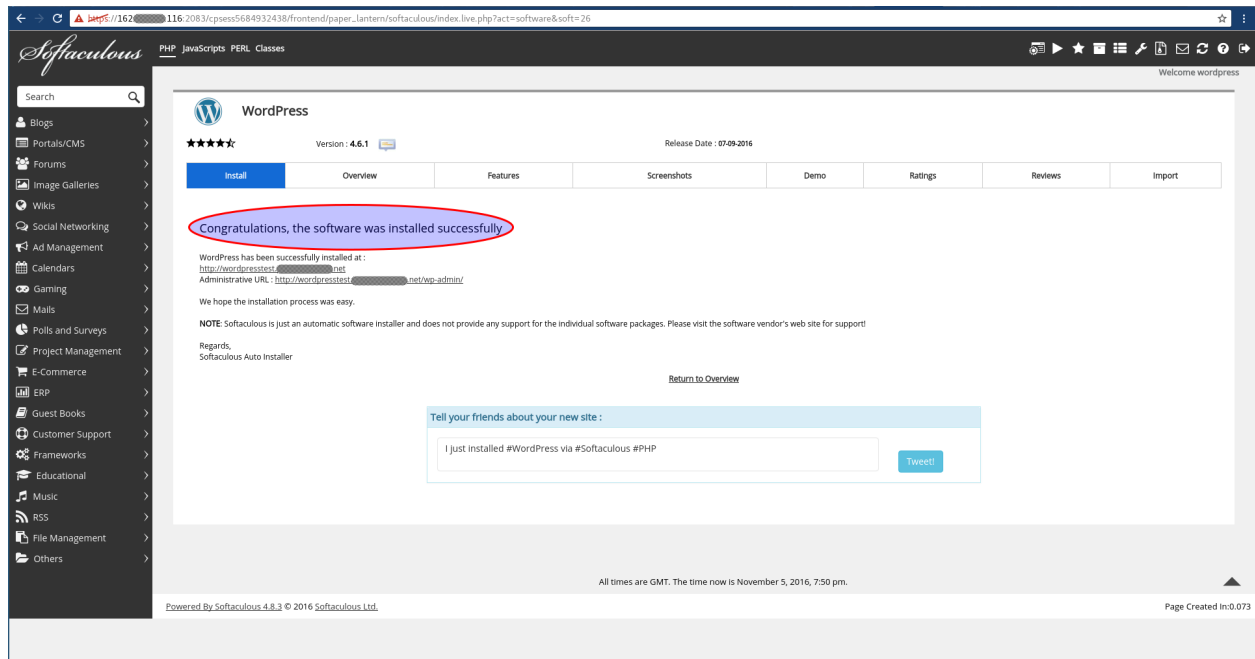 https://162.116:2083/cpsess5684932438/frontend/paper_lantern/softaculous/index.live.php?act=software&soft=26
Softaculous
PHP JavaScripts PERL Classes
Welcome wordpress
Search
Blogs
Portals/CMS
Forums
Image Galleries
Wikis
Social Networking
Ad Management
Calendars
Gaming
Mails
Polls and Surveys
Project Management
E-Commerce
ERP
Guest Books
Customer Support
Frameworks
Educational
Music
RSS
File Management
Others
WordPress
Version : 4.6.1
Release Date : 07-09-2016
Install Overview Features Screenshots Demo Ratings Reviews Import
Congratulations, the software was installed successfully
WordPress has been successfully installed at :
http://wordpresstest. .net
Administrative URL : http://wordpresstest. .net/wp-admin/
We hope the installation process was easy.
NOTE: Softaculous is just an automatic software installer and does not provide any support for the individual software packages. Please visit the software vendor's web site for support!
Regards,
Softaculous Auto Installer
Return to Overview
Tell your friends about your new site :
I just installed #WordPress via #Softaculous #PHP
Tweet!
All times are GMT. The time now is November 5, 2016, 7:50 pm.
Powered By Softaculous 4.8.3 © 2016 Softaculous Ltd.
Page Created In:0.073